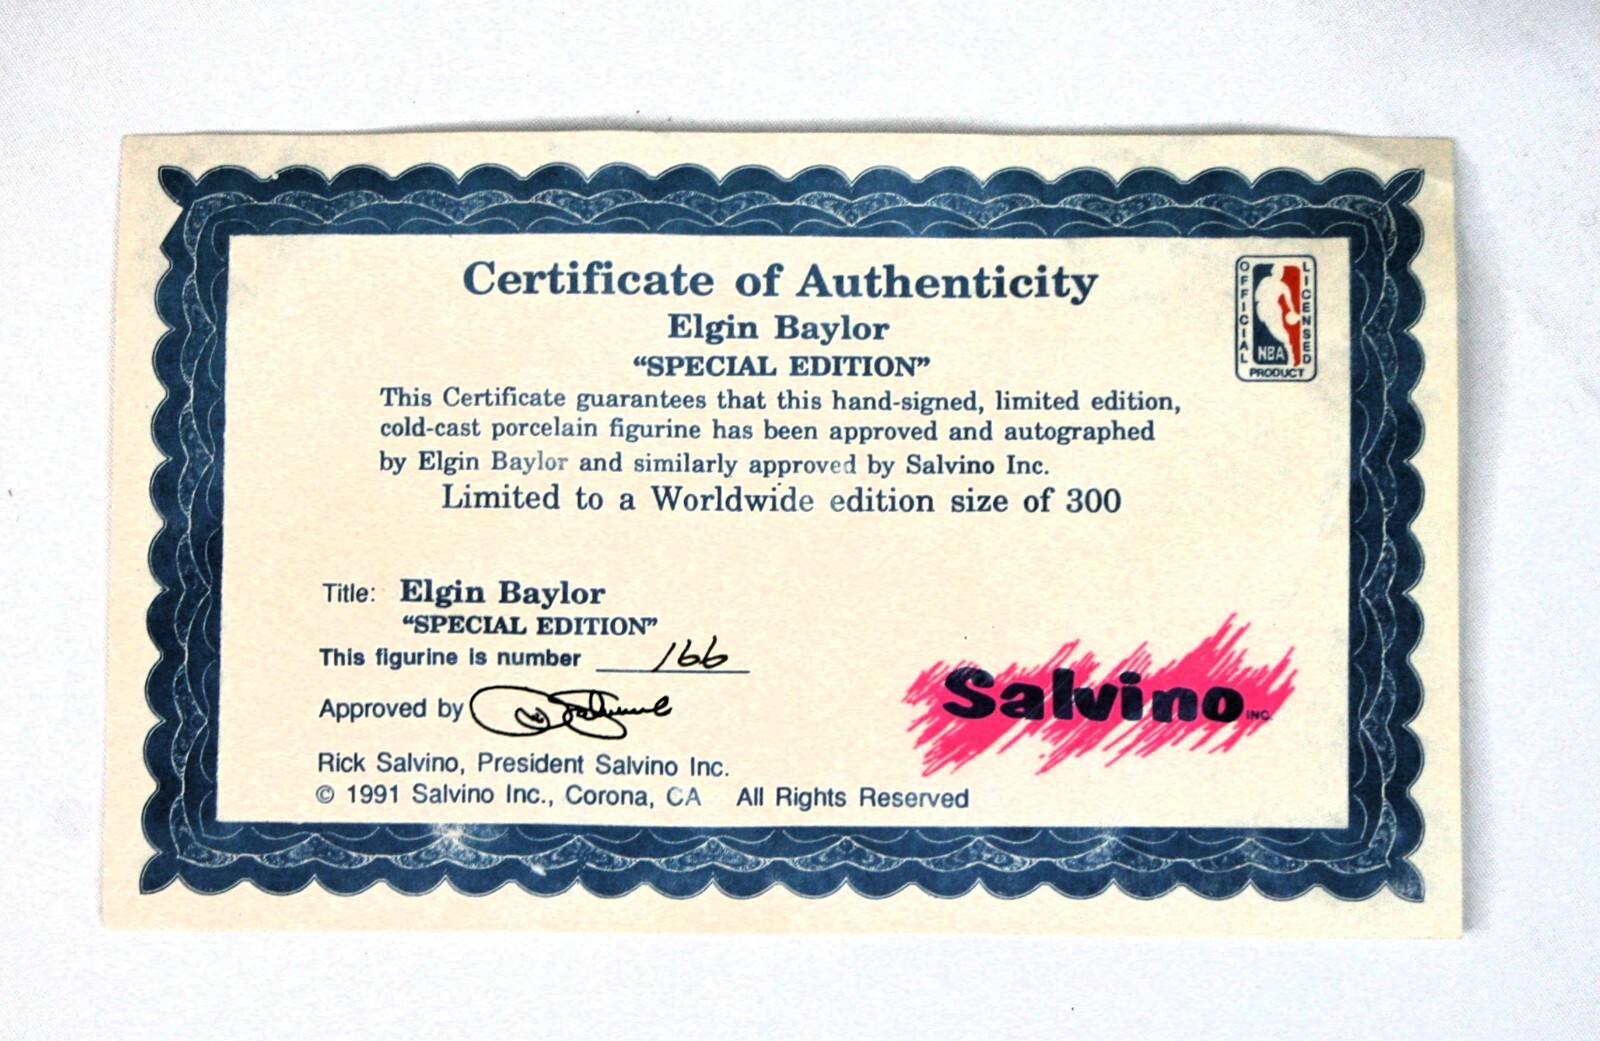 Certificate of Authenticity
Elgin Baylor
“SPECIAL EDITION”
This Certificate guarantees that this hand-signed, limited edition,
cold-cast porcelain figurine has been approved and autographed
by Elgin Baylor and similarly approved by Salvino Inc.
Limited to a Worldwide edition size of 300
OFFICIAL
LICENSED
NBA
PRODUCT
Title: Elgin Baylor
“SPECIAL EDITION”
This figurine is number 166
Approved by
Salvino INC.
Rick Salvino, President Salvino Inc.
© 1991 Salvino Inc., Corona, CA All Rights Reserved